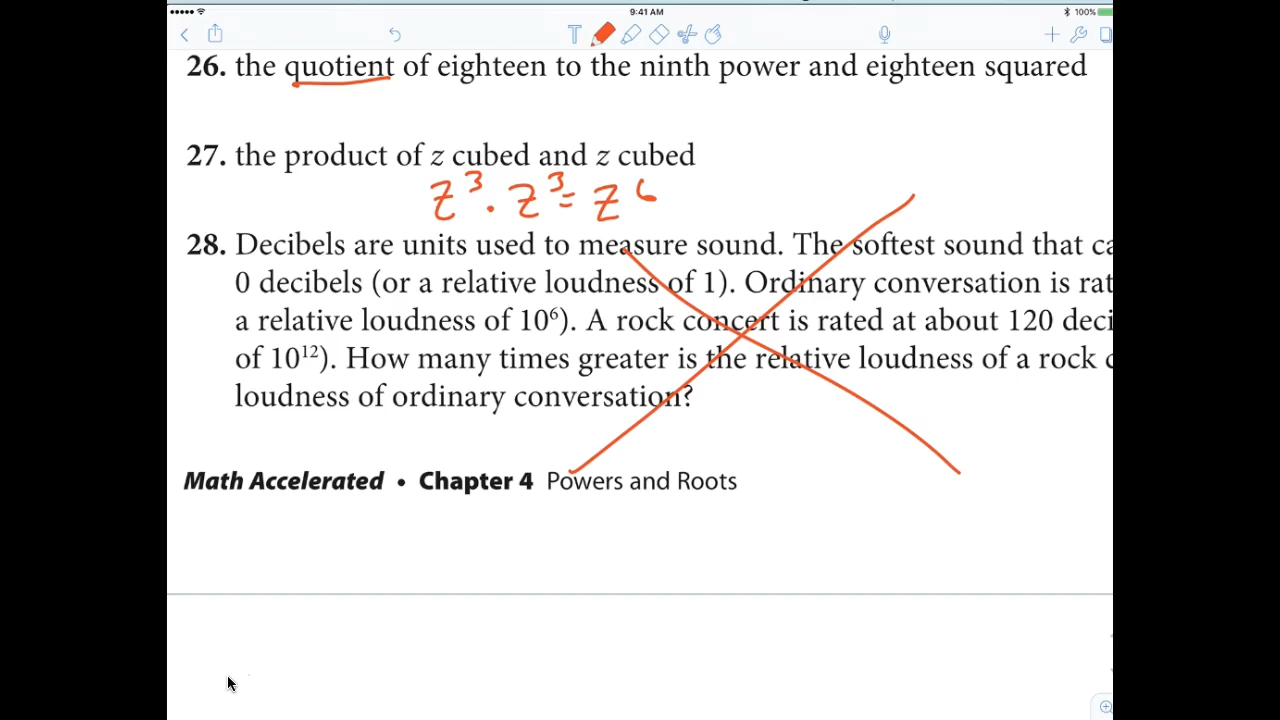 9:41 AM
100%
T
26. the quotient of eighteen to the ninth power and eighteen squared
27. the product of z cubed and z cubed
z³ · z³ = z⁶
28. Decibels are units used to measure sound. The softest sound that ca
0 decibels (or a relative loudness of 1). Ordinary conversation is rat
a relative loudness of 10⁶). A rock concert is rated at about 120 deci
of 10¹²). How many times greater is the relative loudness of a rock
loudness of ordinary conversation?
Math Accelerated • Chapter 4 Powers and Roots